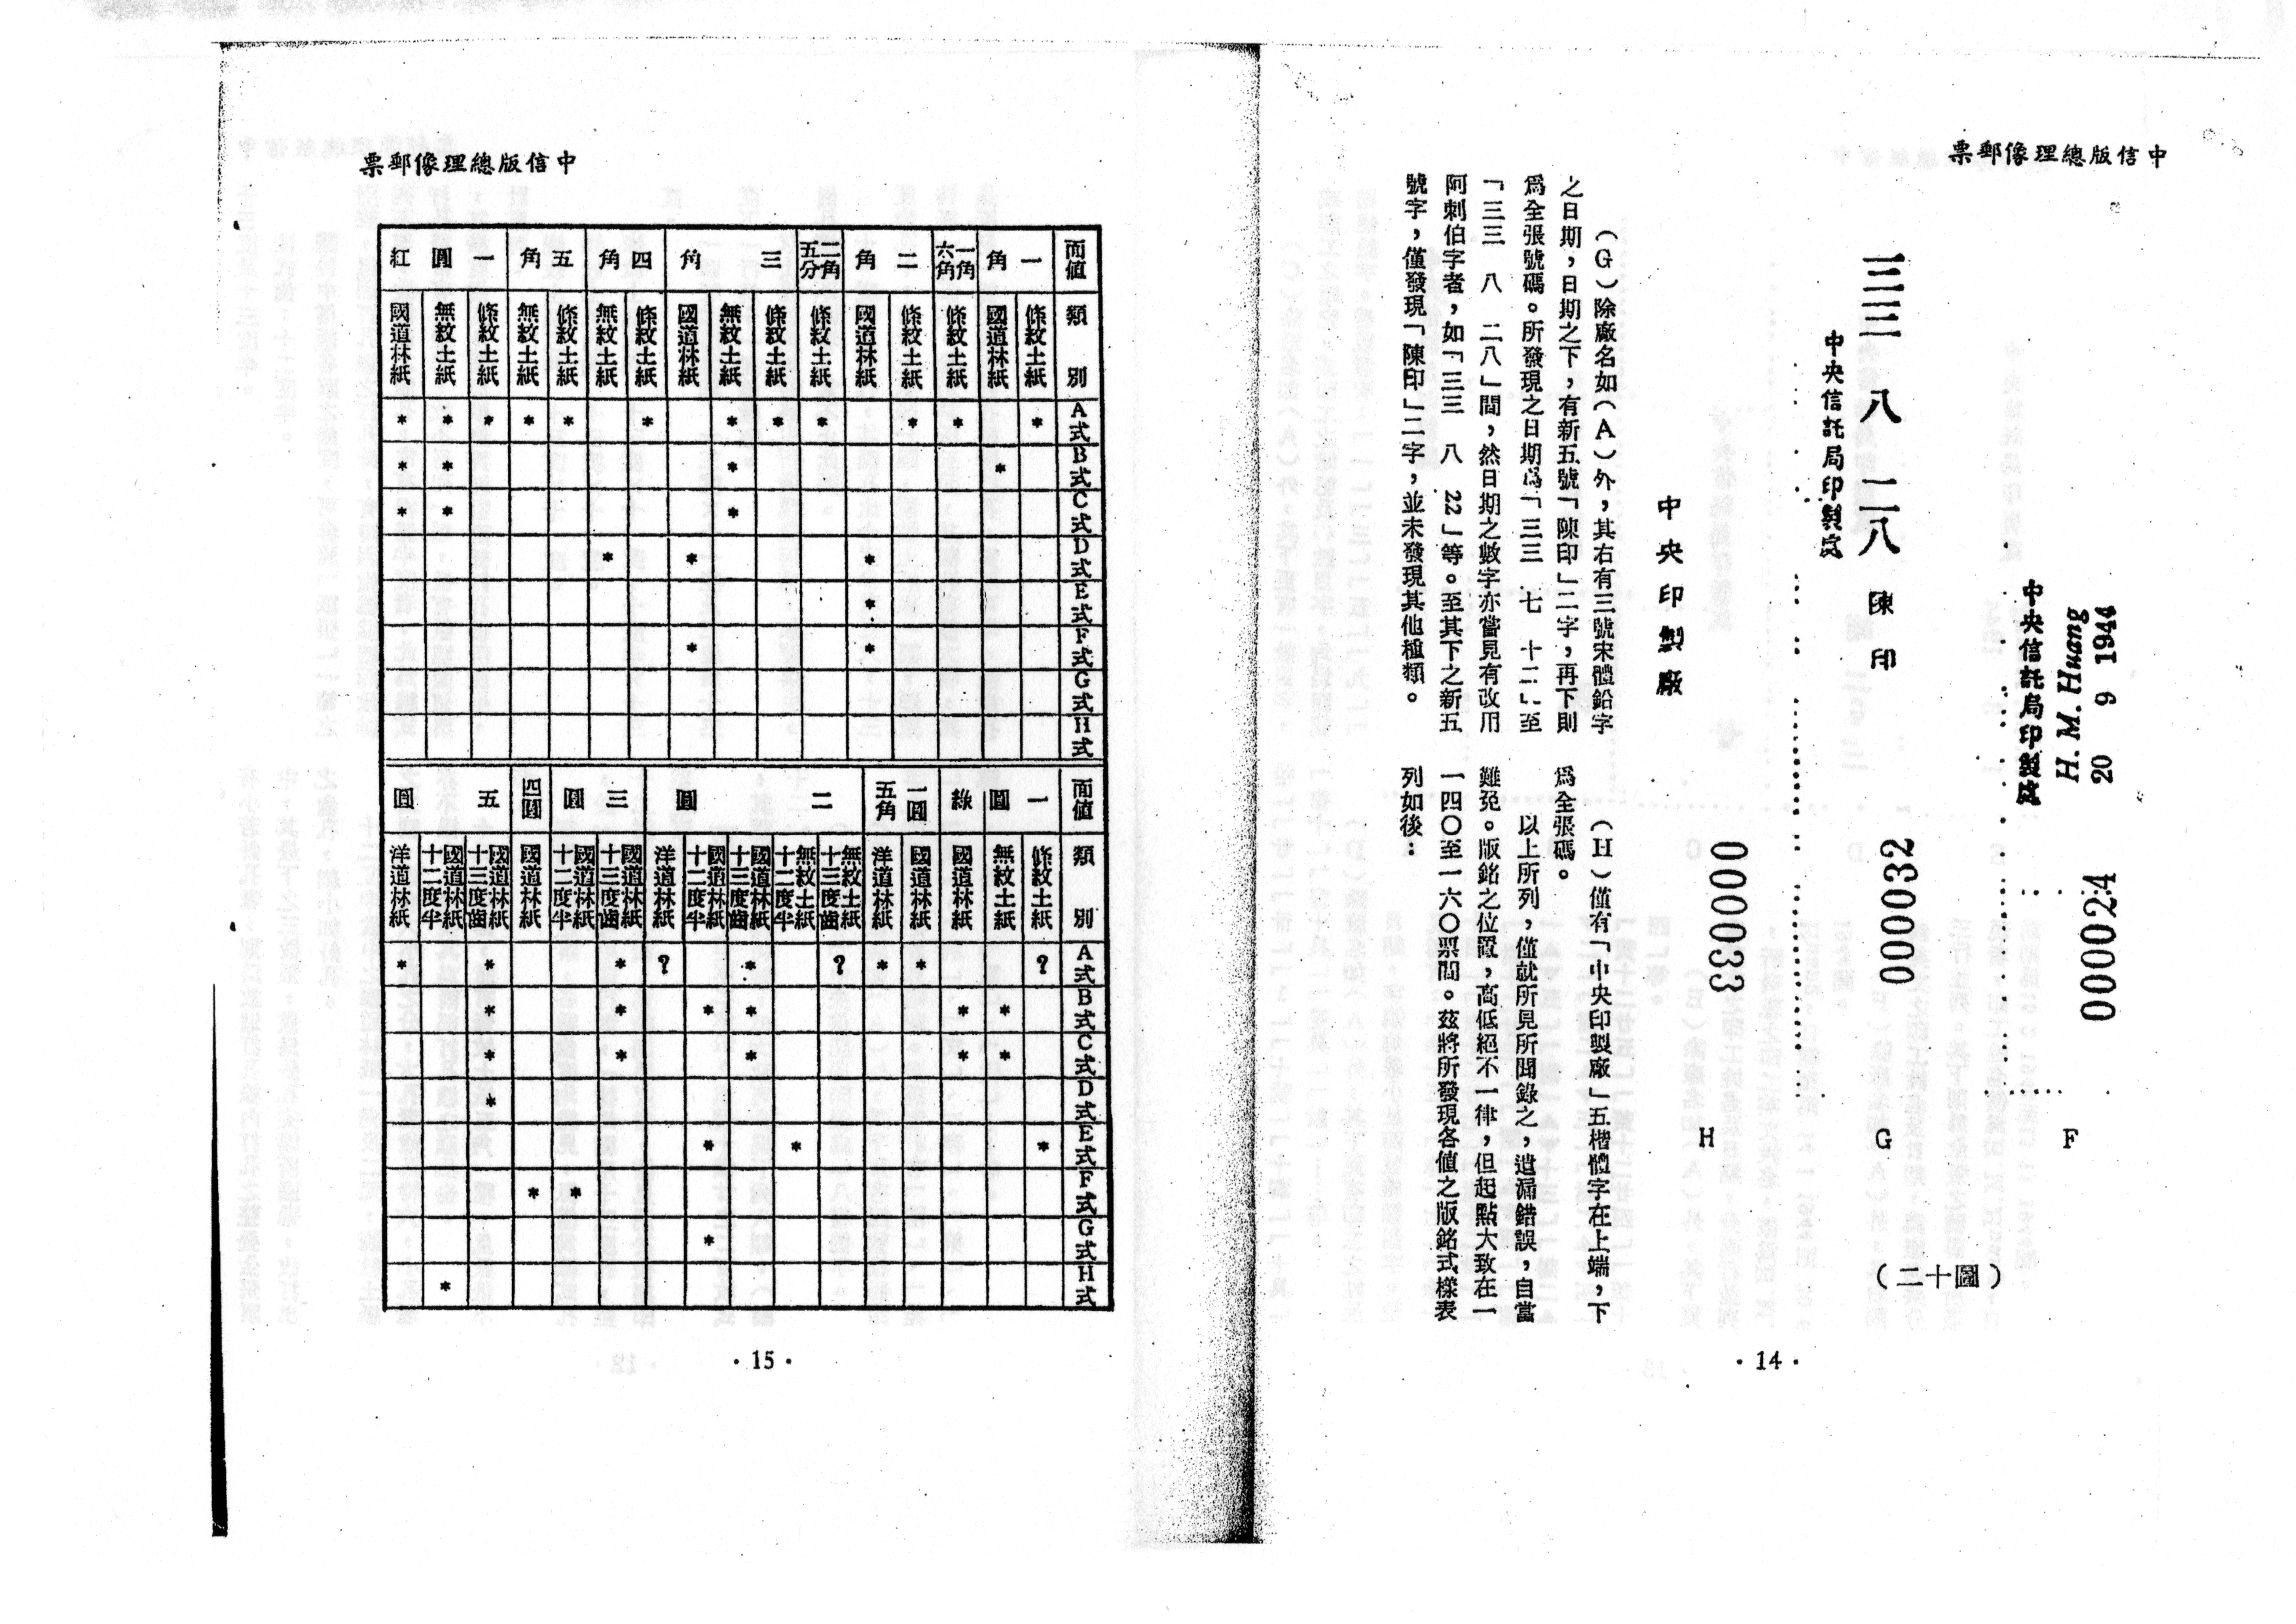 中信版總理像郵票
20 9 1944
H. M. Huang
中央信託局印製處
000024
F
三三 八 二八 陳印
中央信託局印製處
000032
G
中央印製廠
000033
H
(圖十二)
(G)除廠名如(A)外,其右有三號宋體鉛字
之日期,日期之下,有新五號「陳印」二字,再下則
爲全張號碼。所發現之日期爲「三三 七 十二」至
「三三 八 二八」間,然日期之數字亦嘗見有改用
阿刺伯字者,如「三三 八 22」等。至其下之新五
號字,僅發現「陳印」二字,並未發現其他種類。
(H)僅有「中央印製廠」五楷體字在上端,下
爲全張碼。
以上所列,僅就所見所聞錄之,遺漏錯誤,自當
難免。版銘之位置,高低絕不一律,但起點大致在一
一四〇至一六〇票間。茲將所發現各値之版銘式樣表
列如後:
· 14 ·
中信版總理像郵票
面値 一角 一角六角 二角 二角五分 三角 四角 五角 一圓紅
類別 條紋土紙 國道林紙 條紋土紙 條紋土紙 國道林紙 條紋土紙 條紋土紙 無紋土紙 國道林紙 條紋土紙 無紋土紙 條紋土紙 無紋土紙 條紋土紙 無紋土紙 國道林紙
A式 * * * * * * * * * * * *
B式 * * * *
C式 * * *
D式 * * *
E式 *
F式 * *
G式
H式
面値 一圓綠 一圓五角 二圓 三圓 四圓 五圓
類別 條紋土紙 無紋土紙 國道林紙 國道林紙 洋道林紙 無紋土紙十三度齒 無紋土紙十二度半 國道林紙十三度齒 國道林紙十二度半 洋道林紙 國道林紙十三度齒 國道林紙十二度半 國道林紙 國道林紙十三度齒 國道林紙十二度半 洋道林紙
A式 ? * * ? * ? * * *
B式 * * * * * *
C式 * * * * *
D式 *
E式 * * *
F式 * *
G式 *
H式 *
· 15 ·